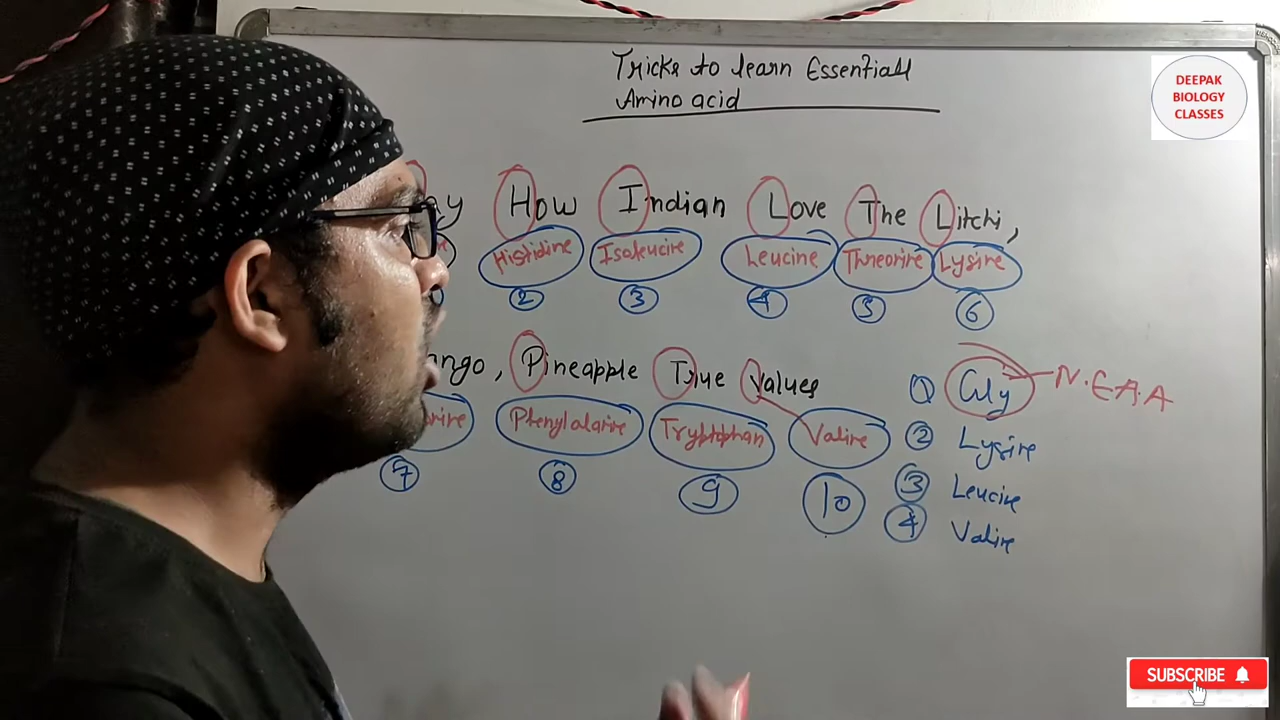 Tricks to learn Essentiall
Amino acid
DEEPAK
BIOLOGY
CLASSES
How Indian Love The Litchi,
Histidine Isoleucine Leucine Threonine Lysine
2 3 4 5 6
Pineapple True Values
Phenylalanine Tryptophan Valine
7 8 9 10
1 Gly N.E.A.A
2 Lysine
3 Leucine
4 Valine
SUBSCRIBE